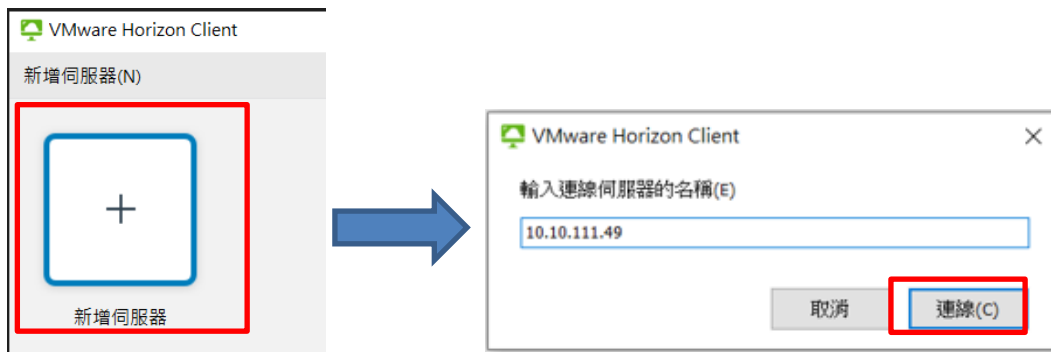 VMware Horizon Client
新增伺服器(N)
+
新增伺服器
VMware Horizon Client
輸入連線伺服器的名稱(E)
10.10.111.49
取消
連線(C)